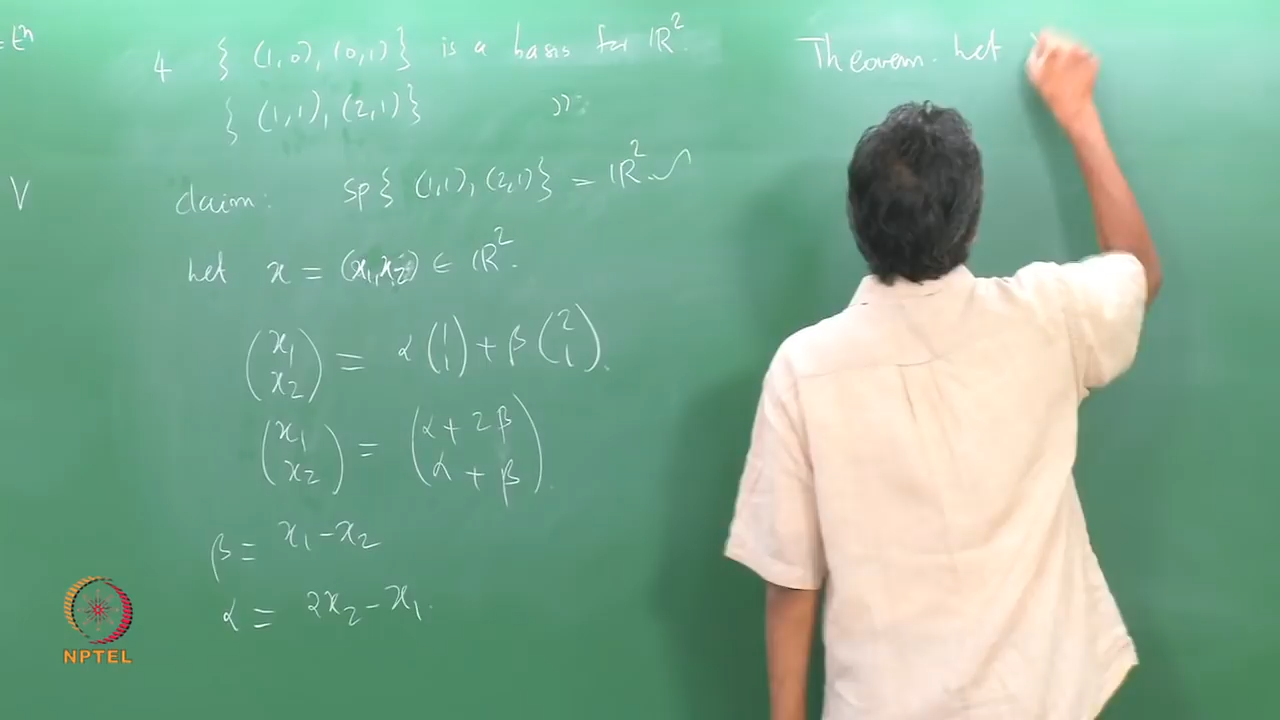 = t^n
4 { (1,0), (0,1) } is a basis for ℝ².
{ (1,1), (2,1) } ”
V
claim: sp{ (1,1), (2,1) } = ℝ².
Let x = (x₁,x₂) ∈ ℝ².
(x₁ x₂) = α (1 1) + β (2 1).
(x₁ x₂) = (α + 2β α + β).
β = x₁ - x₂
α = 2x₂ - x₁.
Theorem. Let
NPTEL